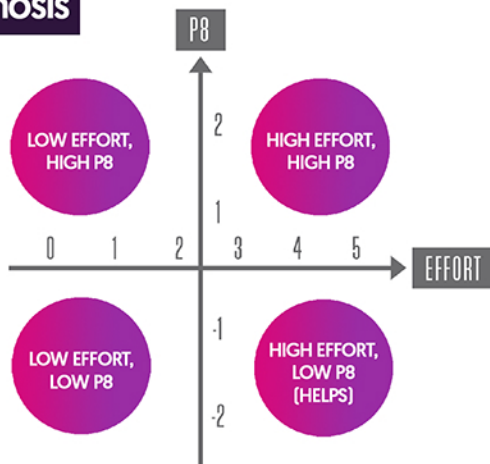 P8
2
LOW EFFORT,
HIGH P8
HIGH EFFORT,
HIGH P8
1
0 1 2 3 4 5
EFFORT
-1
LOW EFFORT,
LOW P8
HIGH EFFORT,
LOW P8
(HELPS)
-2